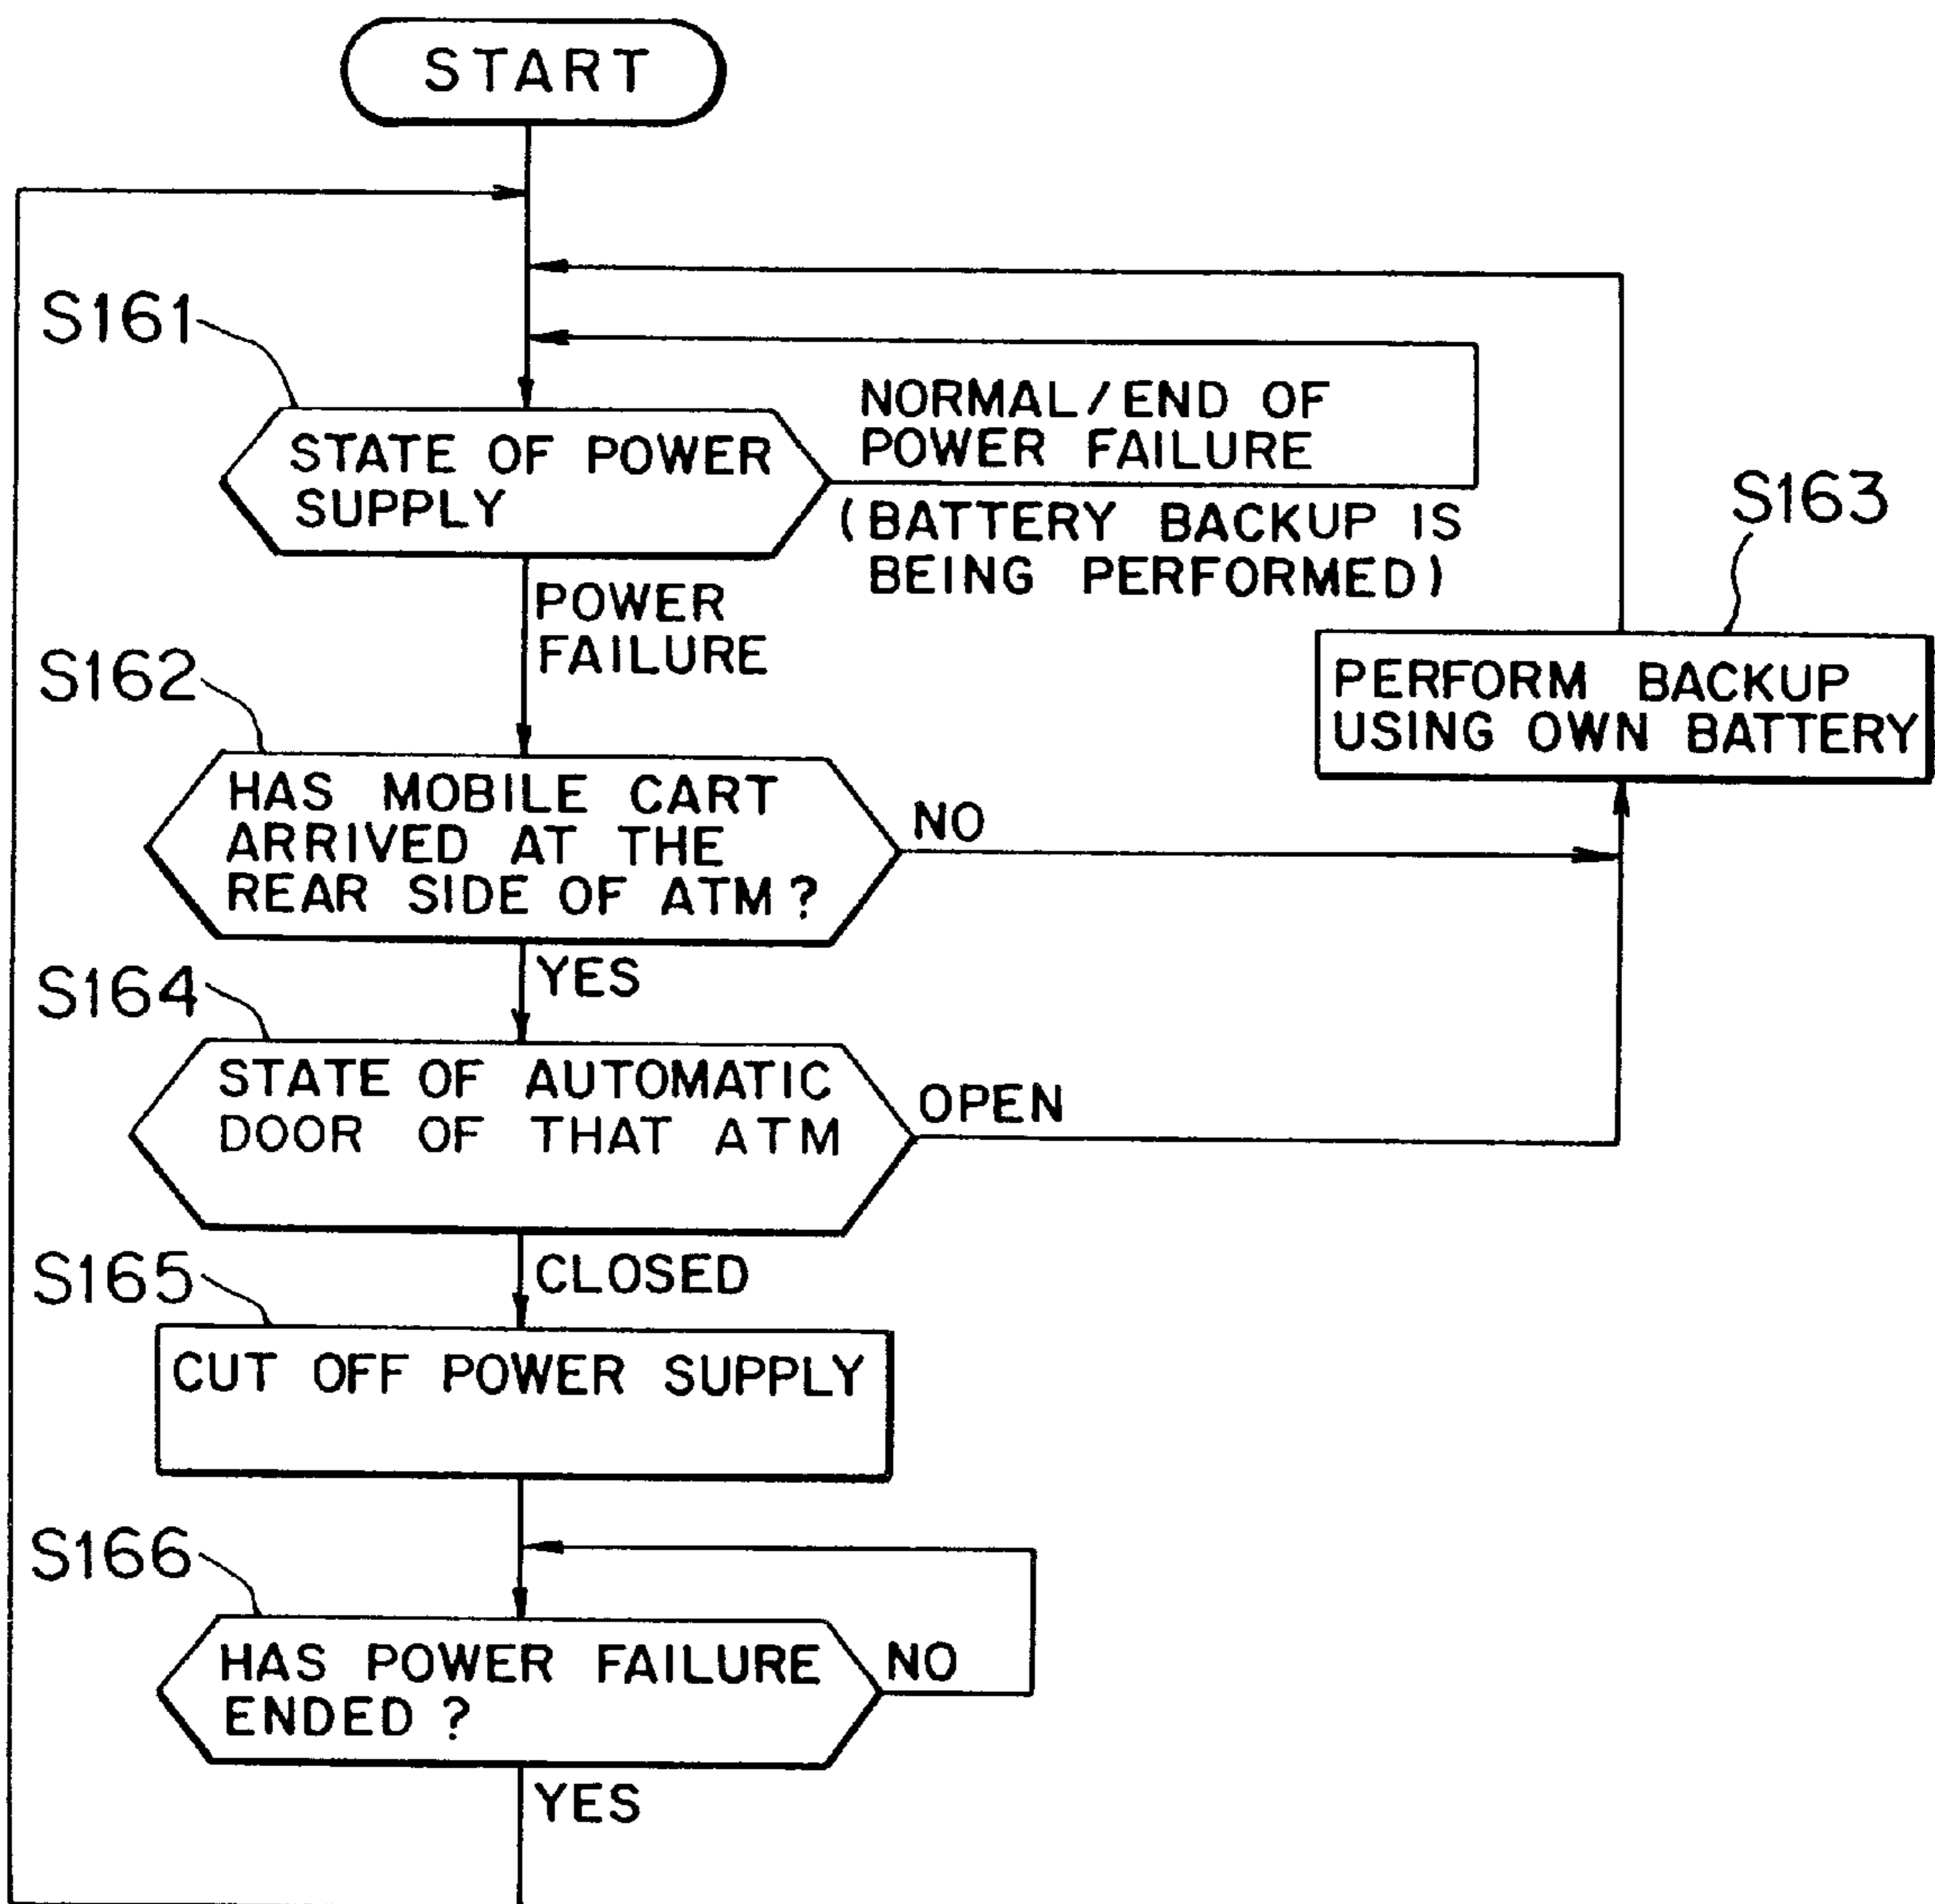 START
S161
STATE OF POWER
SUPPLY
NORMAL/END OF
POWER FAILURE
(BATTERY BACKUP IS
BEING PERFORMED)
POWER
FAILURE
S163
PERFORM BACKUP
USING OWN BATTERY
S162
HAS MOBILE CART
ARRIVED AT THE
REAR SIDE OF ATM?
NO
YES
S164
STATE OF AUTOMATIC
DOOR OF THAT ATM
OPEN
CLOSED
S165
CUT OFF POWER SUPPLY
S166
HAS POWER FAILURE
ENDED?
NO
YES